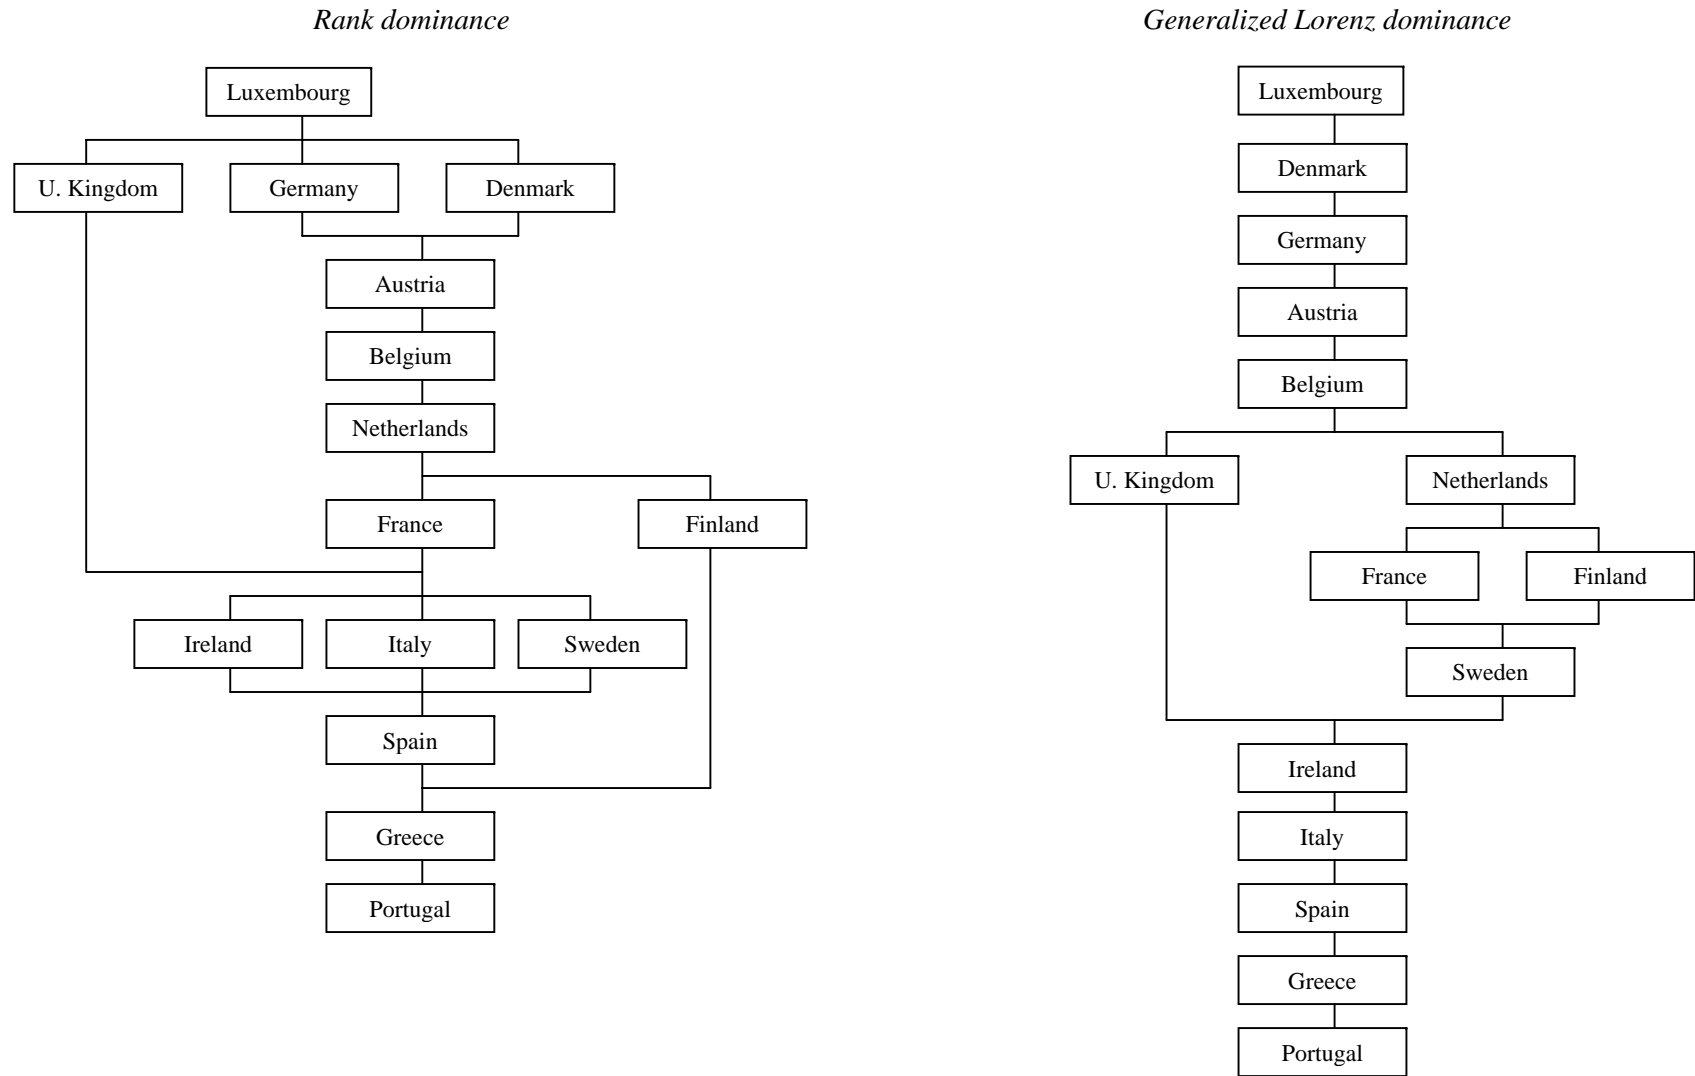 Rank dominance
Luxembourg
U. Kingdom
Germany
Denmark
Austria
Belgium
Netherlands
France
Finland
Ireland
Italy
Sweden
Spain
Greece
Portugal
Generalized Lorenz dominance
Luxembourg
Denmark
Germany
Austria
Belgium
U. Kingdom
Netherlands
France
Finland
Sweden
Ireland
Italy
Spain
Greece
Portugal